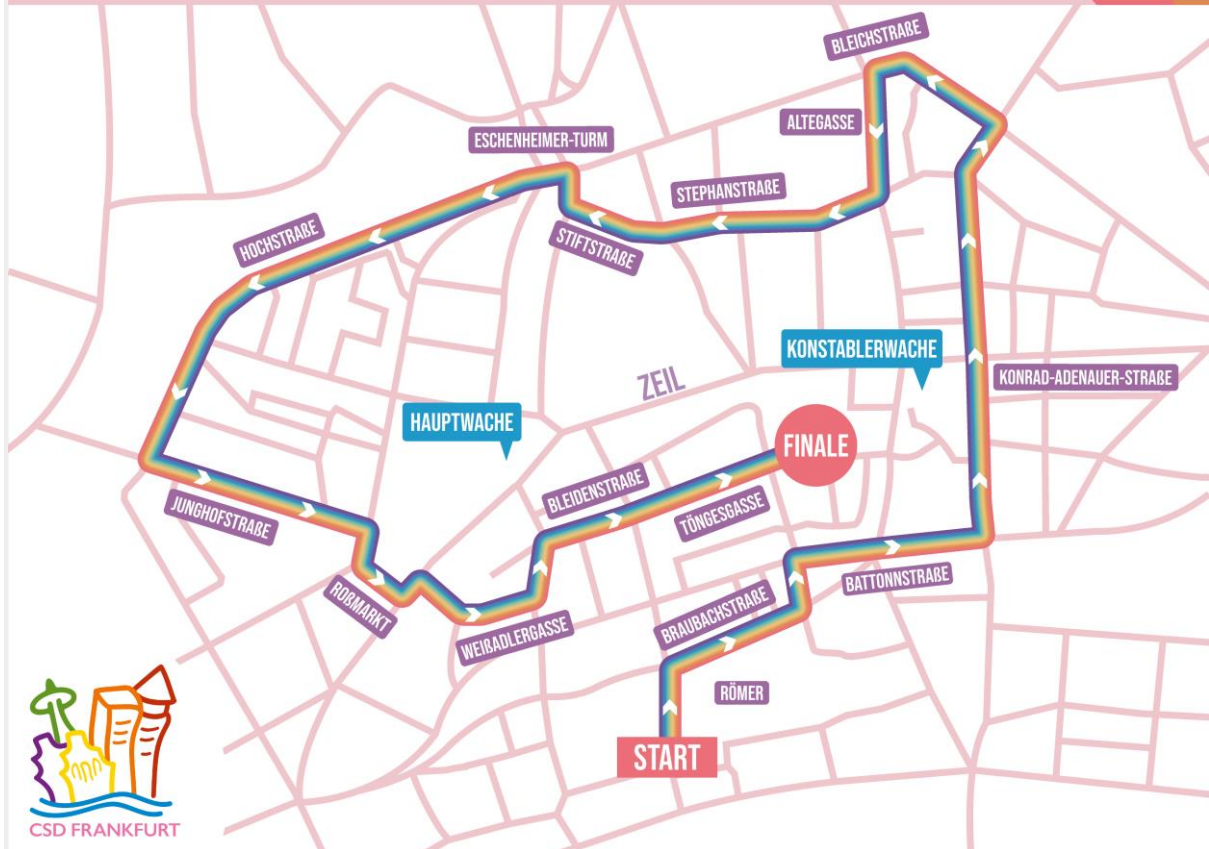 BLEICHSTRAßE
ALTEGASSE
ESCHENHEIMER-TURM
STEPHANSTRAßE
HOCHSTRAßE
STIFTSTRAßE
KONSTABLERWACHE
ZEIL
KONRAD-ADENAUER-STRAßE
HAUPTWACHE
FINALE
BLEIDENSTRAßE
TÖNGESGASSE
JUNGHOFSTRAßE
ROßMARKT
WEIßADLERGASSE
BRAUBACHSTRAßE
BATTONNSTRAßE
RÖMER
START
CSD FRANKFURT